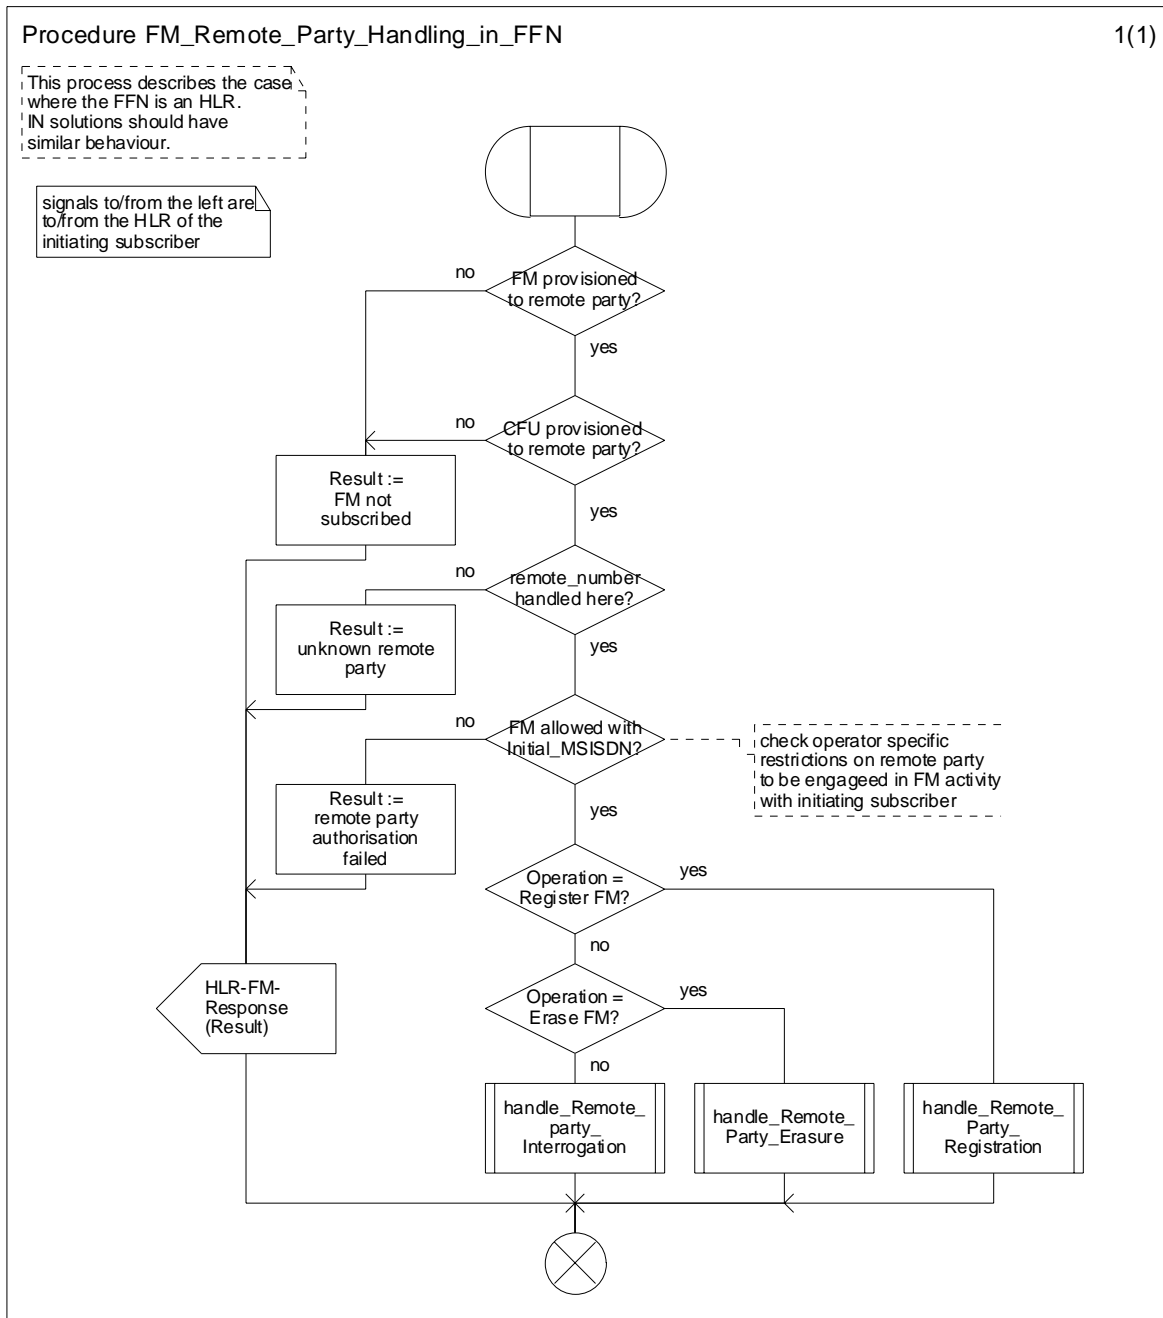 Procedure FM_Remote_Party_Handling_in_FFN
1(1)
This process describes the case
where the FFN is an HLR.
IN solutions should have
similar behaviour.
signals to/from the left are
to/from the HLR of the
initiating subscriber
no
FM provisioned
to remote party?
yes
no
CFU provisioned
to remote party?
Result :=
FM not
subscribed
yes
no
remote_number
handled here?
Result :=
unknown remote
party
yes
no
FM allowed with
Initial_MSISDN?
check operator specific
restrictions on remote party
to be engageed in FM activity
with initiating subscriber
Result :=
remote party
authorisation
failed
yes
Operation =
Register FM?
yes
no
HLR-FM-
Response
(Result)
Operation =
Erase FM?
yes
no
handle_Remote_
party_
Interrogation
handle_Remote_
Party_Erasure
handle_Remote_
Party_
Registration